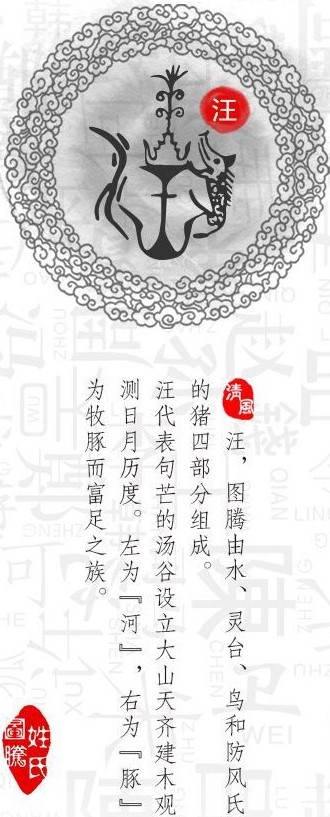 汪
清風
汪，图腾由水、灵台、鸟和防风氏
的猪四部分组成。
汪代表句芒的汤谷设立大山天齐建木观
测日月历度。左为『河』，右为『豚』
为牧豚而富足之族。
姓氏
圖騰